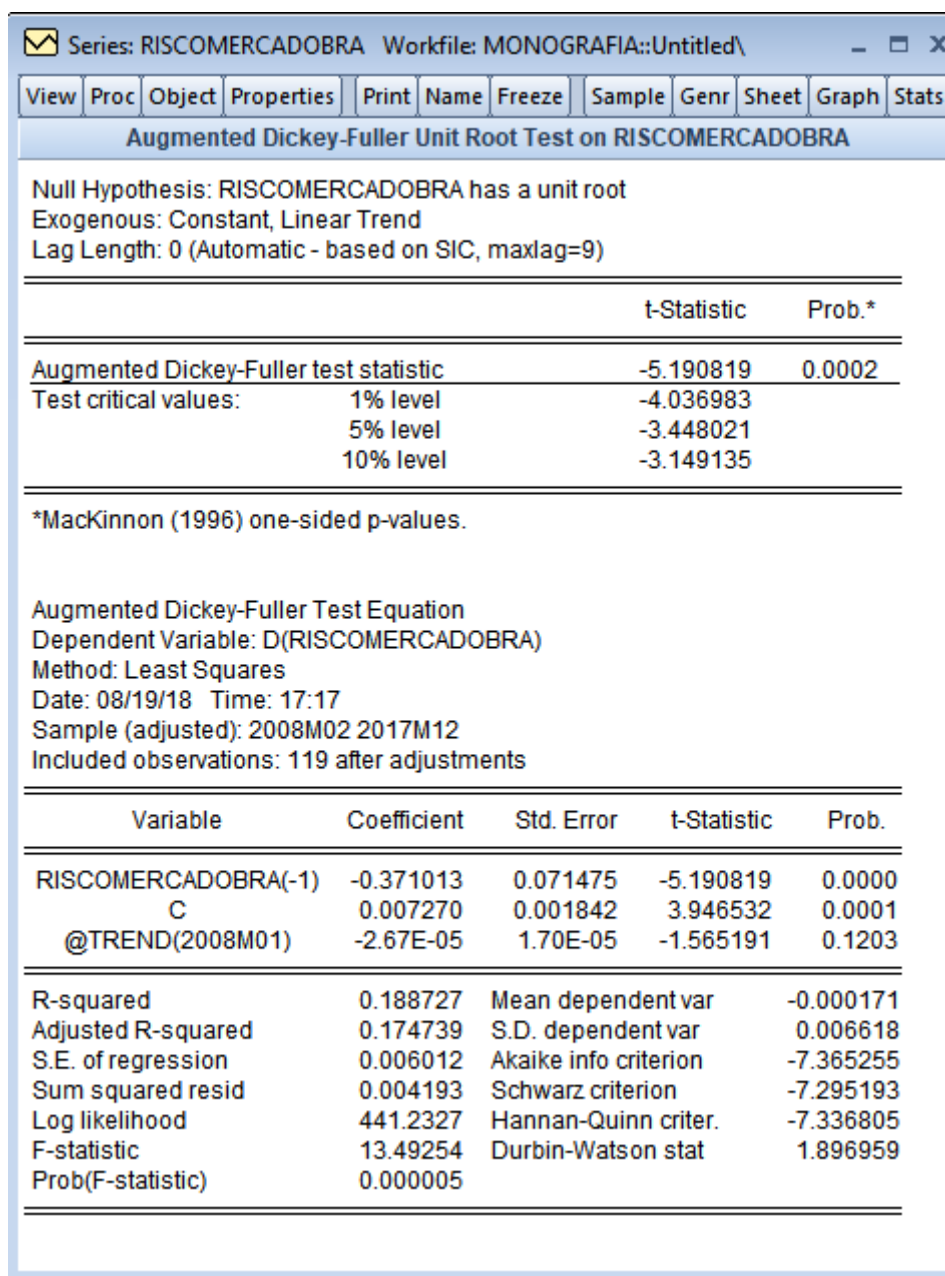 Series: RISCOMERCADOBRA Workfile: MONOGRAFIA::Untitled\
View Proc Object Properties Print Name Freeze Sample Genr Sheet Graph Stats
Augmented Dickey-Fuller Unit Root Test on RISCOMERCADOBRA
Null Hypothesis: RISCOMERCADOBRA has a unit root
Exogenous: Constant, Linear Trend
Lag Length: 0 (Automatic - based on SIC, maxlag=9)
t-Statistic Prob.*
Augmented Dickey-Fuller test statistic -5.190819 0.0002
Test critical values: 1% level -4.036983
5% level -3.448021
10% level -3.149135
*MacKinnon (1996) one-sided p-values.
Augmented Dickey-Fuller Test Equation
Dependent Variable: D(RISCOMERCADOBRA)
Method: Least Squares
Date: 08/19/18 Time: 17:17
Sample (adjusted): 2008M02 2017M12
Included observations: 119 after adjustments
Variable Coefficient Std. Error t-Statistic Prob.
RISCOMERCADOBRA(-1) -0.371013 0.071475 -5.190819 0.0000
C 0.007270 0.001842 3.946532 0.0001
@TREND(2008M01) -2.67E-05 1.70E-05 -1.565191 0.1203
R-squared 0.188727 Mean dependent var -0.000171
Adjusted R-squared 0.174739 S.D. dependent var 0.006618
S.E. of regression 0.006012 Akaike info criterion -7.365255
Sum squared resid 0.004193 Schwarz criterion -7.295193
Log likelihood 441.2327 Hannan-Quinn criter. -7.336805
F-statistic 13.49254 Durbin-Watson stat 1.896959
Prob(F-statistic) 0.000005